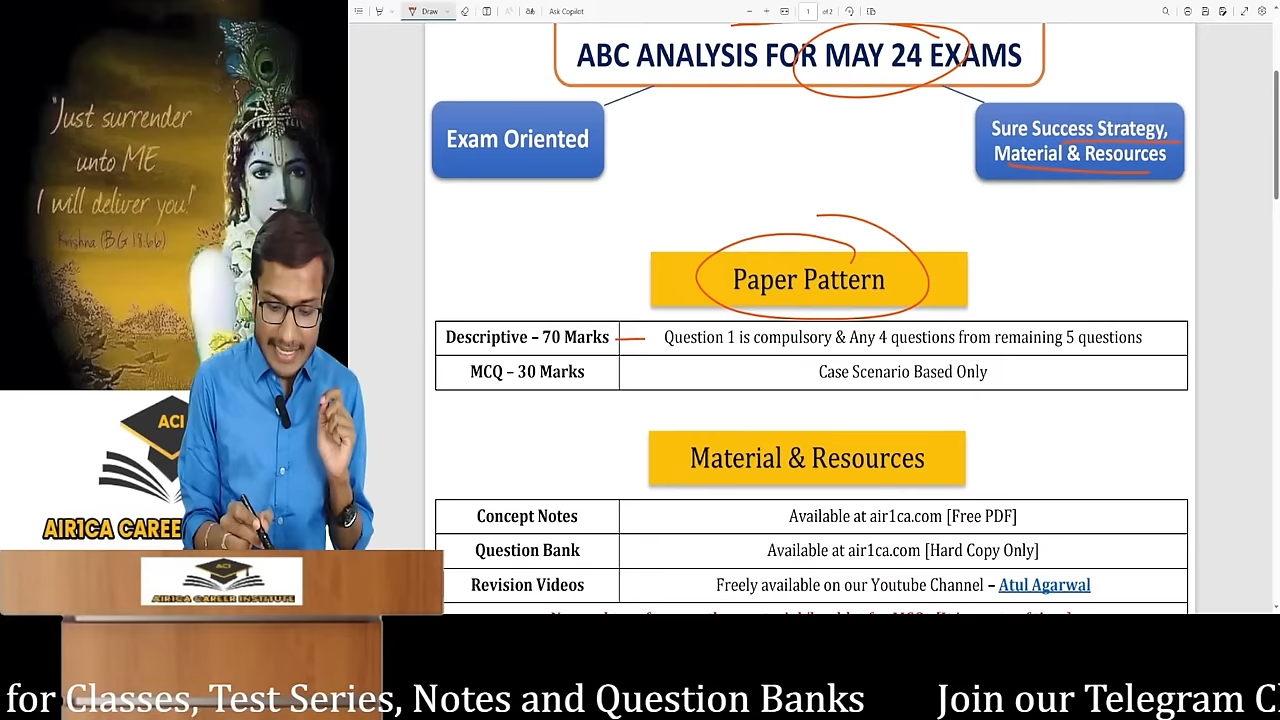 Draw
Ask Copilot
1
of 2
"Just surrender
unto ME
I will deliver you!"
Krishna (BG 18:66)
ABC ANALYSIS FOR MAY 24 EXAMS
Exam Oriented
Sure Success Strategy,
Material & Resources
Paper Pattern
Descriptive – 70 Marks
Question 1 is compulsory & Any 4 questions from remaining 5 questions
MCQ – 30 Marks
Case Scenario Based Only
Material & Resources
Concept Notes
Available at air1ca.com [Free PDF]
Question Bank
Available at air1ca.com [Hard Copy Only]
Revision Videos
Freely available on our Youtube Channel – Atul Agarwal
ACI
AIR1CA CAREE
ACI
AIR1CA CAREER INSTITUTE
for Classes, Test Series, Notes and Question Banks
Join our Telegram